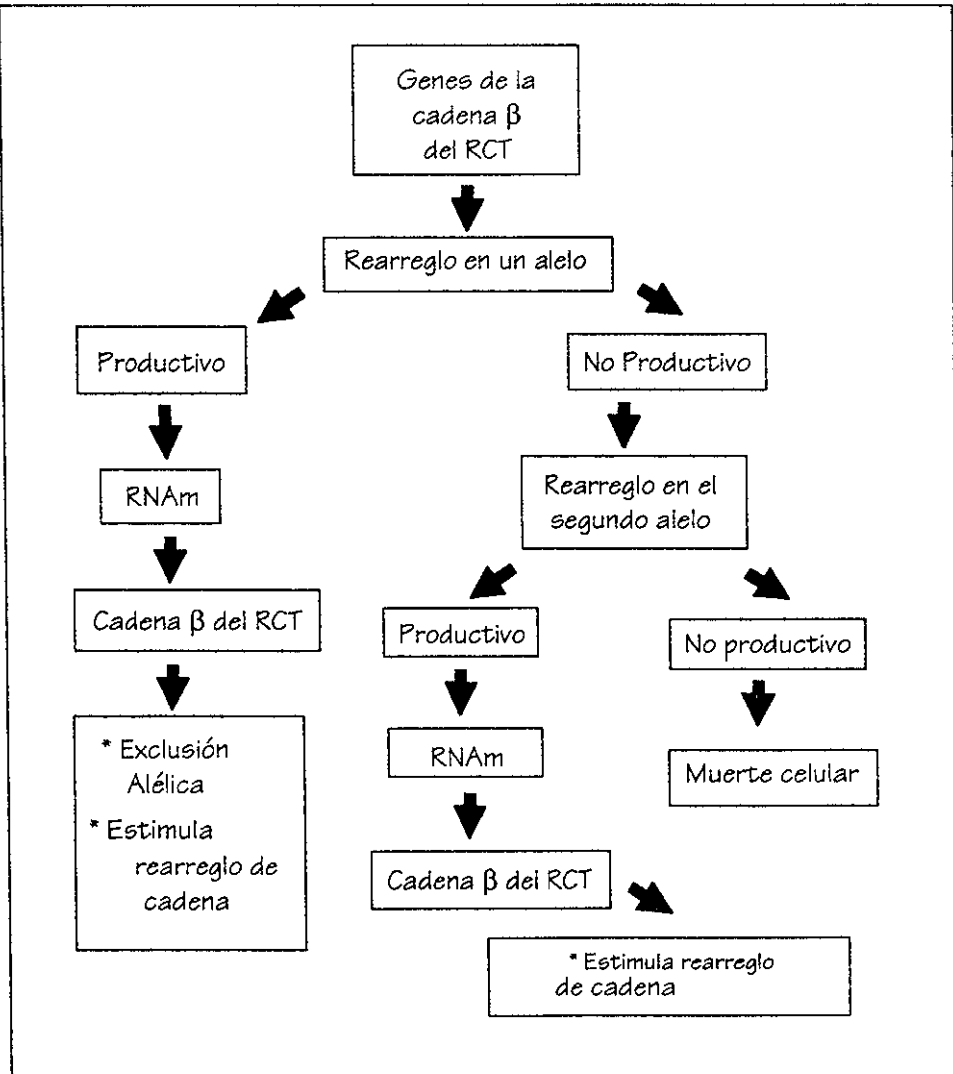 Genes de la
cadena β
del RCT
Rearreglo en un alelo
Productivo
No Productivo
RNAm
Rearreglo en el
segundo alelo
Cadena β del RCT
Productivo
No productivo
* Exclusión
Alélica
* Estimula
rearreglo de
cadena
RNAm
Muerte celular
Cadena β del RCT
* Estimula rearreglo
de cadena